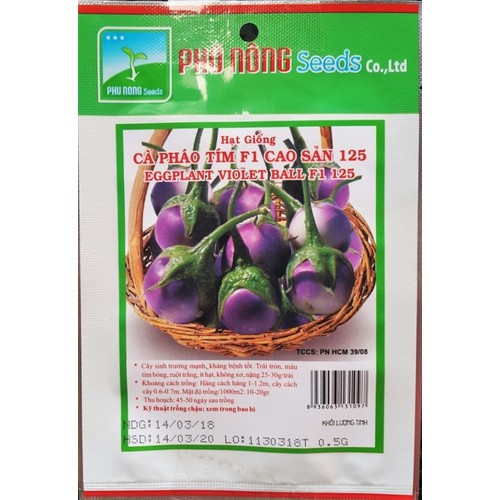 PHÚ NÔNG Seeds Co.,Ltd
PHU NONG Seeds
Hạt Giống
CÀ PHÁO TÍM F1 CAO SẢN 125
EGGPLANT VIOLET BALL F1 125
TCCS: PN HCM 39/08
• Cây sinh trưởng mạnh, kháng bệnh tốt. Trái tròn, màu
tím bóng, ruột trắng, ít hạt, không xơ, nặng 25-30g/trái
• Khoảng cách trồng: Hàng cách hàng 1-1.2m, cây cách
cây 0.6-0.7m. Mật độ trồng/1000m2: 10-20gr.
• Thu hoạch: 45-50 ngày sau trồng
• Kỹ thuật trồng chậu: xem trong bao bì
8936063131097
KHỐI LƯỢNG TỊNH
NDG:14/03/18
HSD:14/03/20 LO:1130318T 0.5G